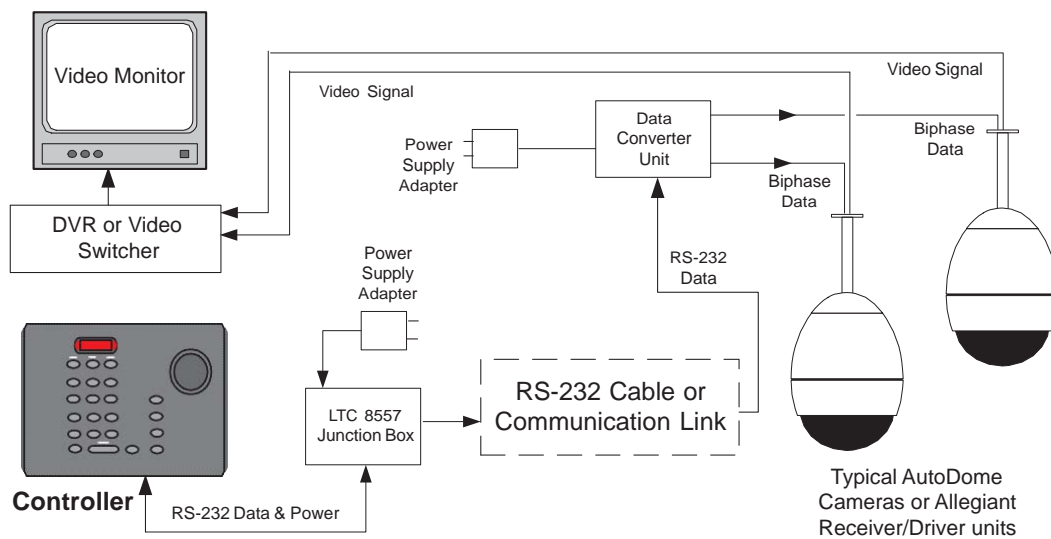 Video Monitor
Video Signal
Video Signal
Power
Supply
Adapter
Data
Converter
Unit
Biphase
Data
Biphase
Data
DVR or Video
Switcher
Power
Supply
Adapter
RS-232
Data
LTC 8557
Junction Box
RS-232 Cable or
Communication Link
Controller
RS-232 Data & Power
Typical AutoDome
Cameras or Allegiant
Receiver/Driver units